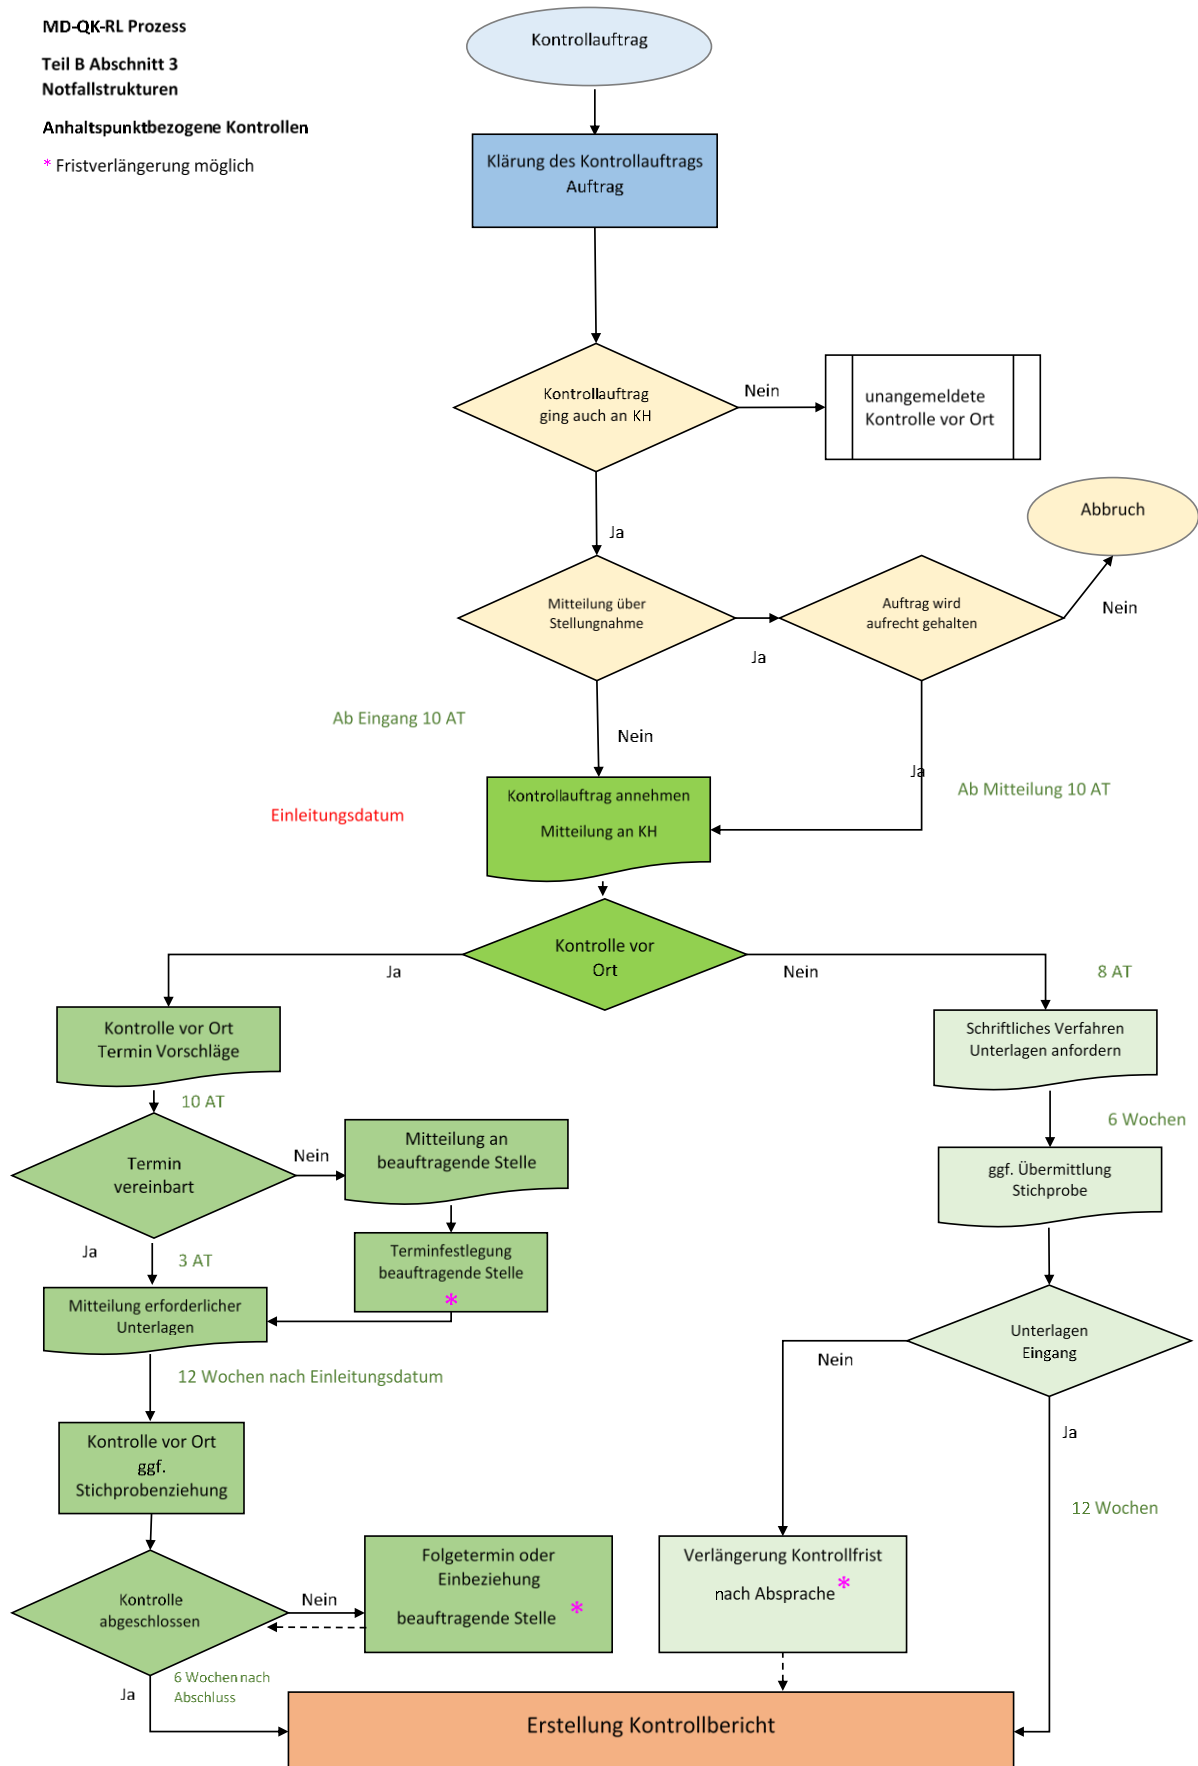 MD-QK-RL Prozess
Teil B Abschnitt 3
Notfallstrukturen
Anhaltspunktbezogene Kontrollen
* Fristverlängerung möglich
Kontrollauftrag
Klärung des Kontrollauftrags
Auftrag
Kontrollauftrag
ging auch an KH
Nein
unangemeldete
Kontrolle vor Ort
Ja
Abbruch
Mitteilung über
Stellungnahme
Ja
Auftrag wird
aufrecht gehalten
Nein
Ab Eingang 10 AT
Nein
Ja
Ab Mitteilung 10 AT
Einleitungsdatum
Kontrollauftrag annehmen
Mitteilung an KH
Kontrolle vor
Ort
Ja
Nein
8 AT
Kontrolle vor Ort
Termin Vorschläge
10 AT
Termin
vereinbart
Nein
Mitteilung an
beauftragende Stelle
Terminfestlegung
beauftragende Stelle
*
Ja
3 AT
Mitteilung erforderlicher
Unterlagen
12 Wochen nach Einleitungsdatum
Kontrolle vor Ort
ggf.
Stichprobenziehung
Kontrolle
abgeschlossen
Nein
Folgetermin oder
Einbeziehung
beauftragende Stelle *
Ja
6 Wochen nach
Abschluss
Schriftliches Verfahren
Unterlagen anfordern
6 Wochen
ggf. Übermittlung
Stichprobe
Unterlagen
Eingang
Nein
Ja
12 Wochen
Verlängerung Kontrollfrist
nach Absprache *
Erstellung Kontrollbericht